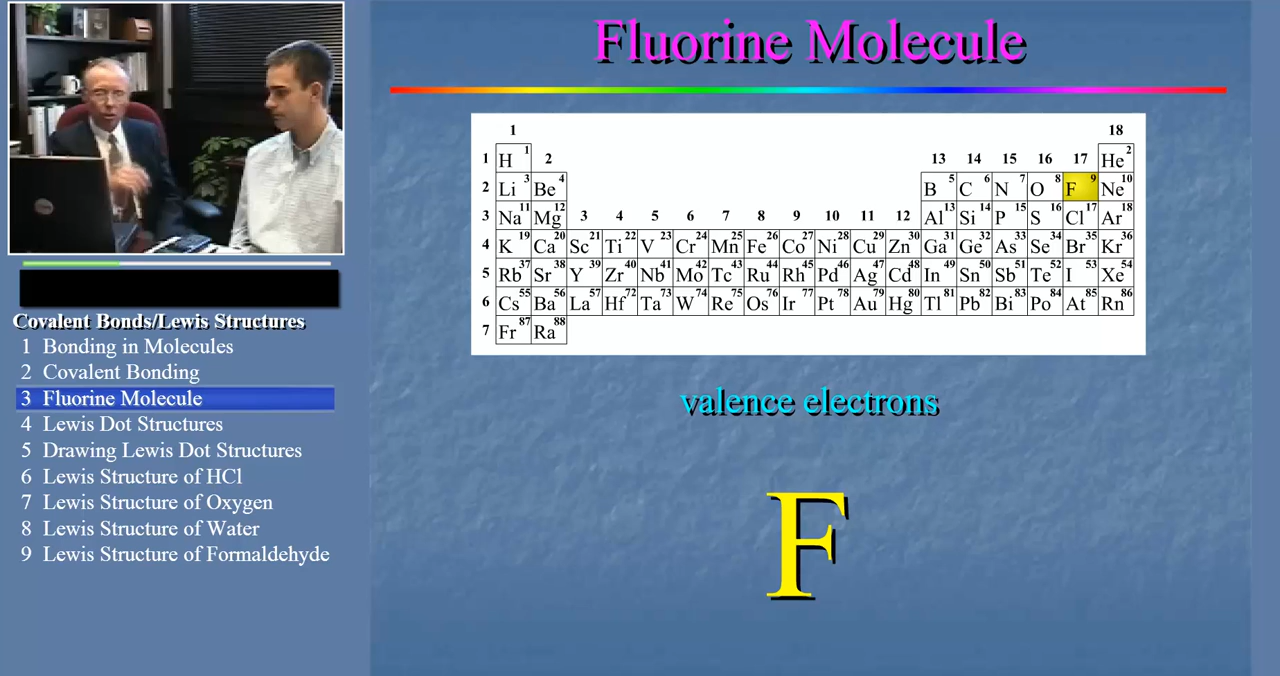 Fluorine Molecule
1 18
1 H 1 2 13 14 15 16 17 He 2
2 Li 3 Be 4 B 5 C 6 N 7 O 8 F 9 Ne 10
3 Na 11 Mg 12 3 4 5 6 7 8 9 10 11 12 Al 13 Si 14 P 15 S 16 Cl 17 Ar 18
4 K 19 Ca 20 Sc 21 Ti 22 V 23 Cr 24 Mn 25 Fe 26 Co 27 Ni 28 Cu 29 Zn 30 Ga 31 Ge 32 As 33 Se 34 Br 35 Kr 36
5 Rb 37 Sr 38 Y 39 Zr 40 Nb 41 Mo 42 Tc 43 Ru 44 Rh 45 Pd 46 Ag 47 Cd 48 In 49 Sn 50 Sb 51 Te 52 I 53 Xe 54
6 Cs 55 Ba 56 La 57 Hf 72 Ta 73 W 74 Re 75 Os 76 Ir 77 Pt 78 Au 79 Hg 80 Tl 81 Pb 82 Bi 83 Po 84 At 85 Rn 86
7 Fr 87 Ra 88
valence electrons
F
Covalent Bonds/Lewis Structures
1 Bonding in Molecules
2 Covalent Bonding
3 Fluorine Molecule
4 Lewis Dot Structures
5 Drawing Lewis Dot Structures
6 Lewis Structure of HCl
7 Lewis Structure of Oxygen
8 Lewis Structure of Water
9 Lewis Structure of Formaldehyde